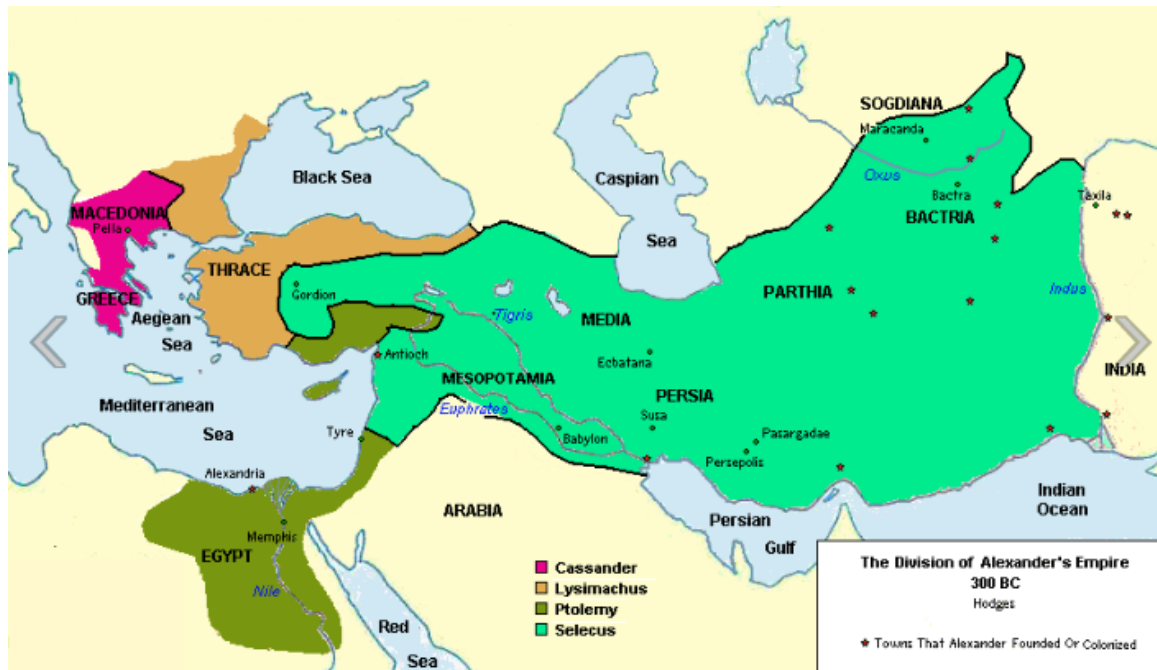 SOGDIANA
Maracanda
Oxus
Black Sea
Caspian
Sea
Bactra
BACTRIA
Taxila
MACEDONIA
Pella
THRACE
Gordion
GREECE
Aegean
Sea
Tigris
MEDIA
PARTHIA
Indus
Antioch
Ecbatana
INDIA
MESOPOTAMIA
PERSIA
Mediterranean
Sea
Euphrates
Susa
Tyre
Babylon
Pasargadae
Persepolis
Alexandria
ARABIA
Persian
Gulf
Indian
Ocean
Memphis
EGYPT
Nile
Red
Sea
Cassander
Lysimachus
Ptolemy
Selecus
The Division of Alexander's Empire
300 BC
Hodges
Towns That Alexander Founded Or Colonized